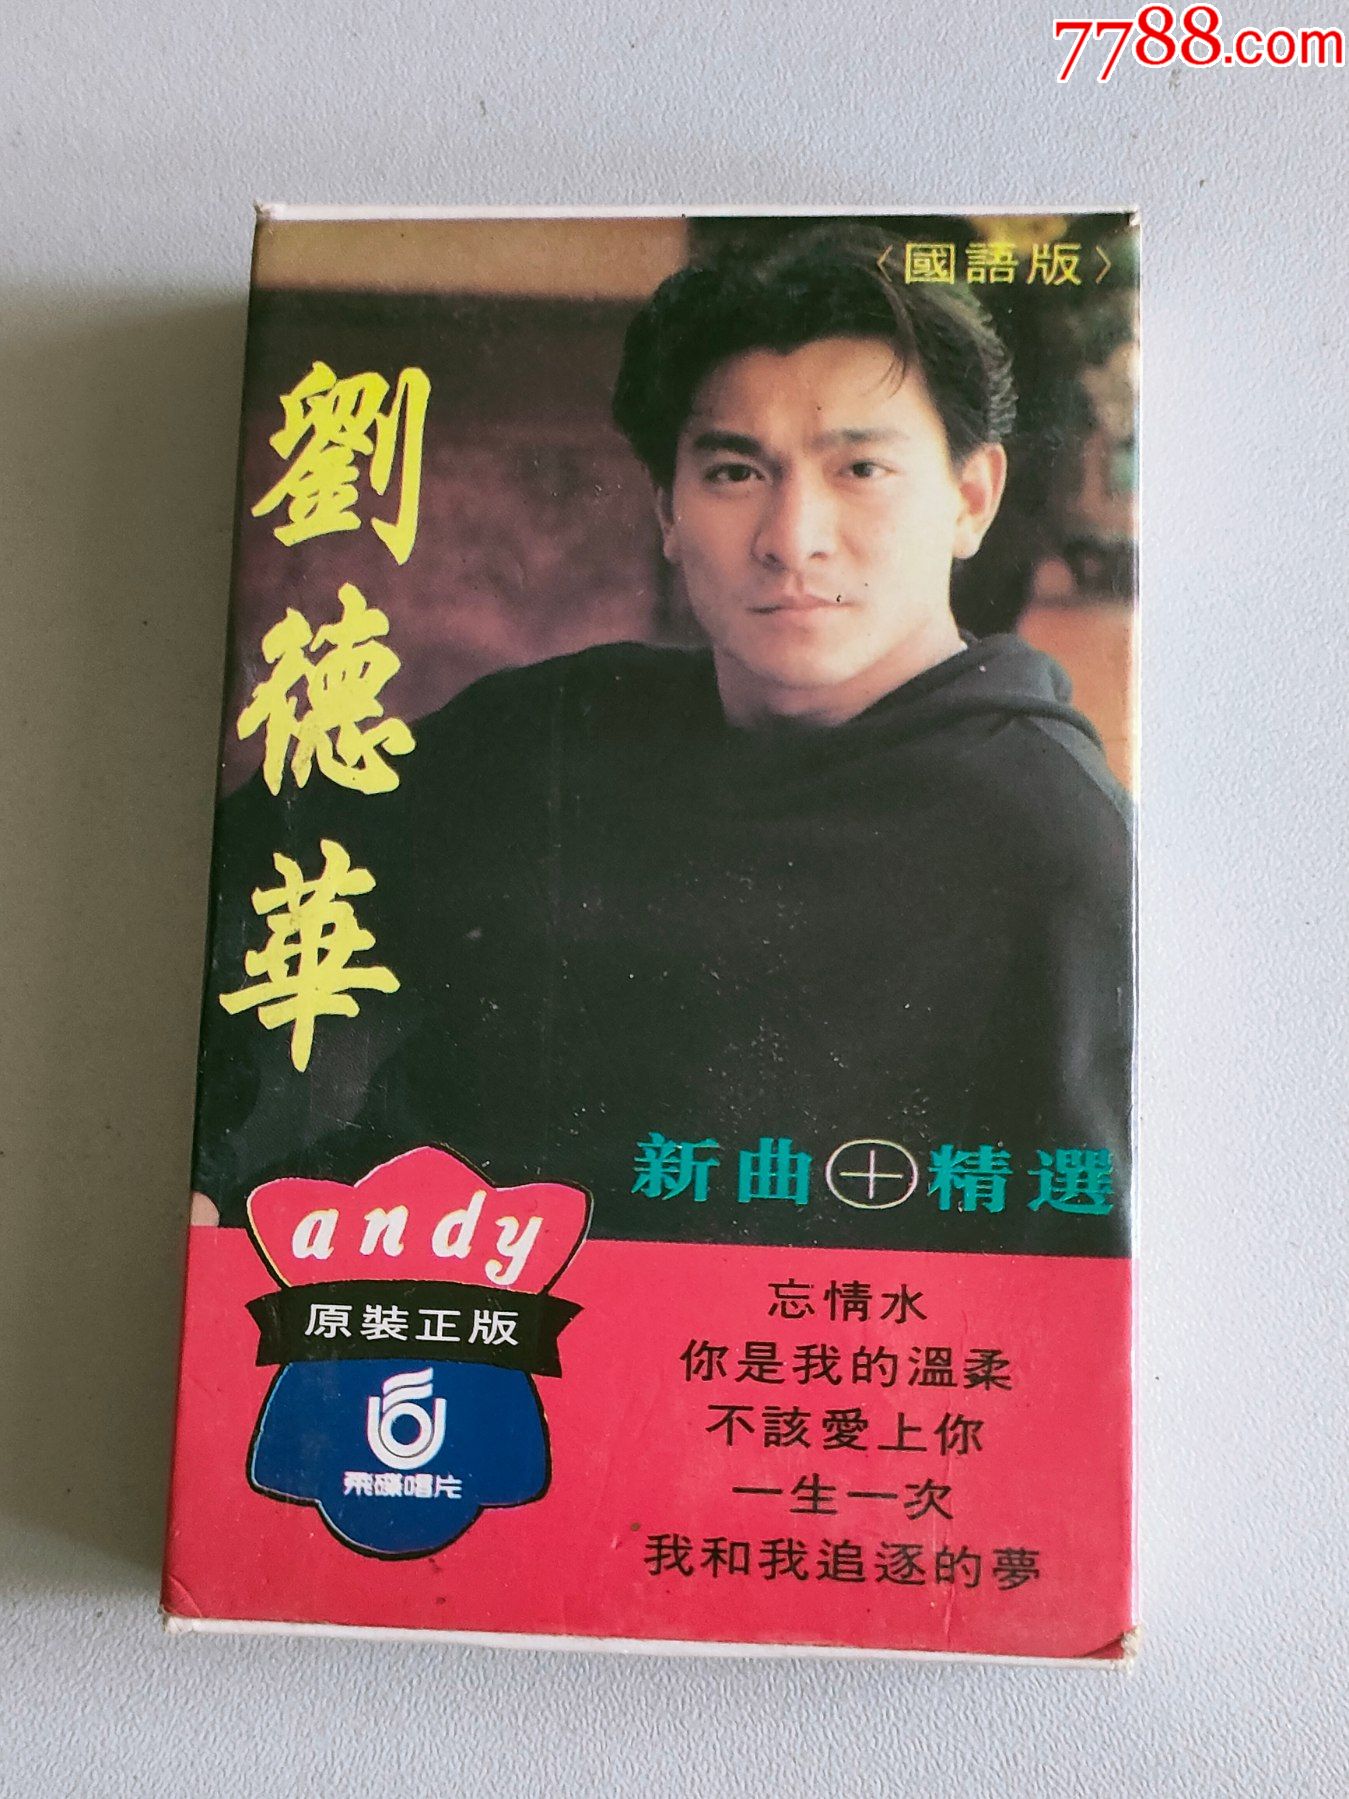 7788.com
〈國語版〉
劉德華
新曲+精選
andy
原裝正版
飛碟唱片
忘情水
你是我的溫柔
不該愛上你
一生一次
我和我追逐的夢